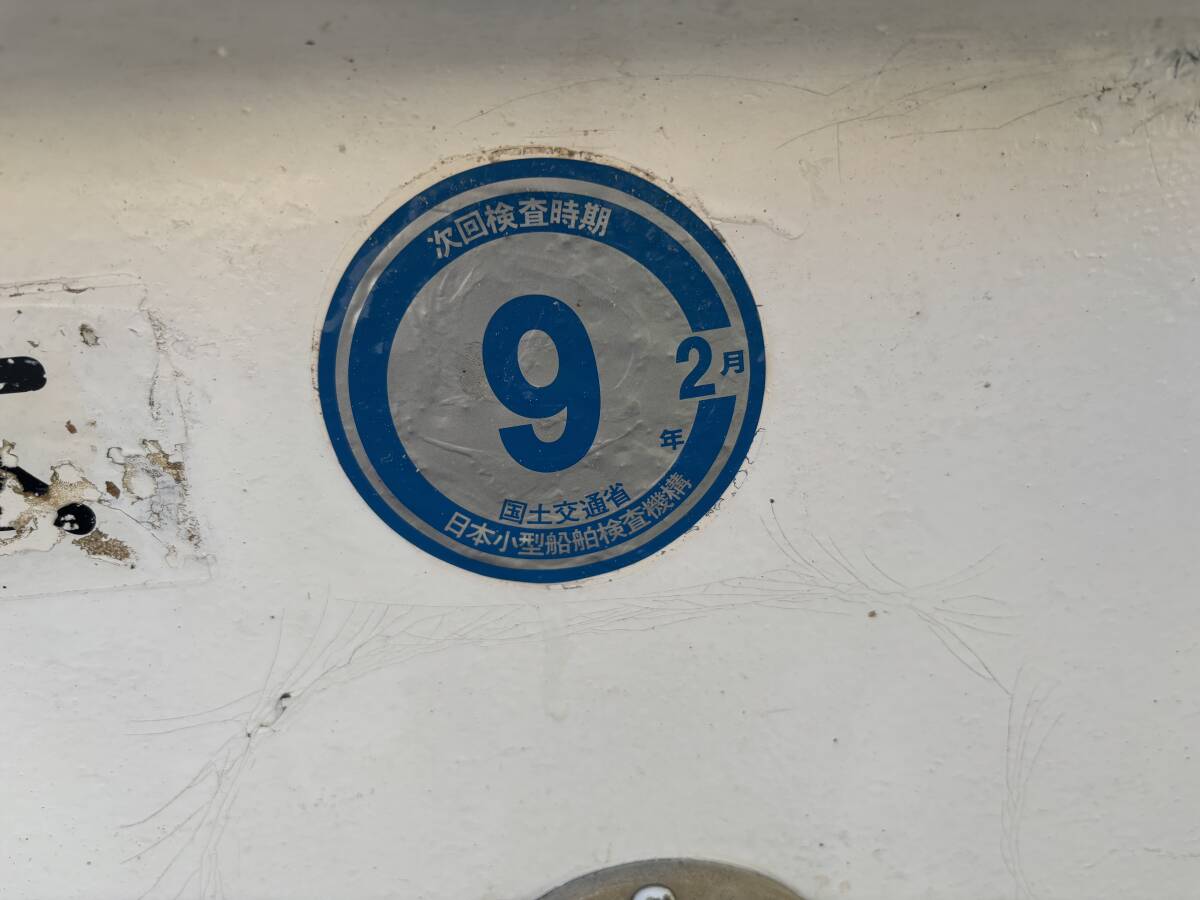 次回検査時期
9年
2月
国土交通省
日本小型船舶検査機構